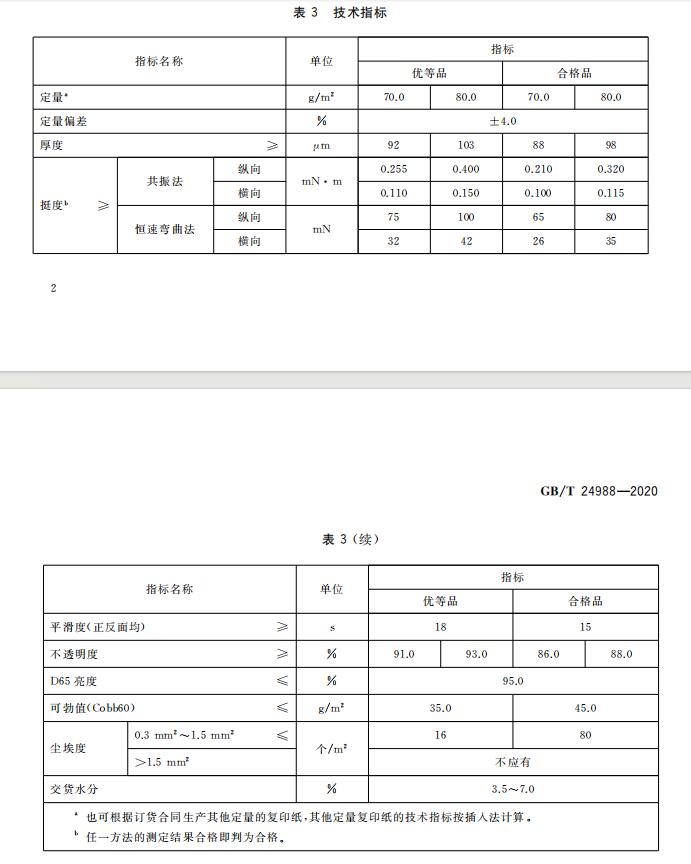 表 3 技术指标
指标名称 单位 指标
优等品 合格品
定量ᵃ g/m² 70.0 80.0 70.0 80.0
定量偏差 % ±4.0
厚度 ≥ μm 92 103 88 98
挺度ᵇ ≥ 共振法 纵向 mN·m 0.255 0.400 0.210 0.320
横向 0.110 0.150 0.100 0.115
恒速弯曲法 纵向 mN 75 100 65 80
横向 32 42 26 35
2
GB/T 24988—2020
表 3（续）
指标名称 单位 指标
优等品 合格品
平滑度(正反面均) ≥ s 18 15
不透明度 ≥ % 91.0 93.0 86.0 88.0
D65 亮度 ≤ % 95.0
可勃值(Cobb60) ≤ g/m² 35.0 45.0
尘埃度 0.3 mm²～1.5 mm² ≤ 个/m² 16 80
＞1.5 mm² 不应有
交货水分 % 3.5～7.0
ᵃ 也可根据订货合同生产其他定量的复印纸,其他定量复印纸的技术指标按插入法计算。
ᵇ 任一方法的测定结果合格即判为合格。